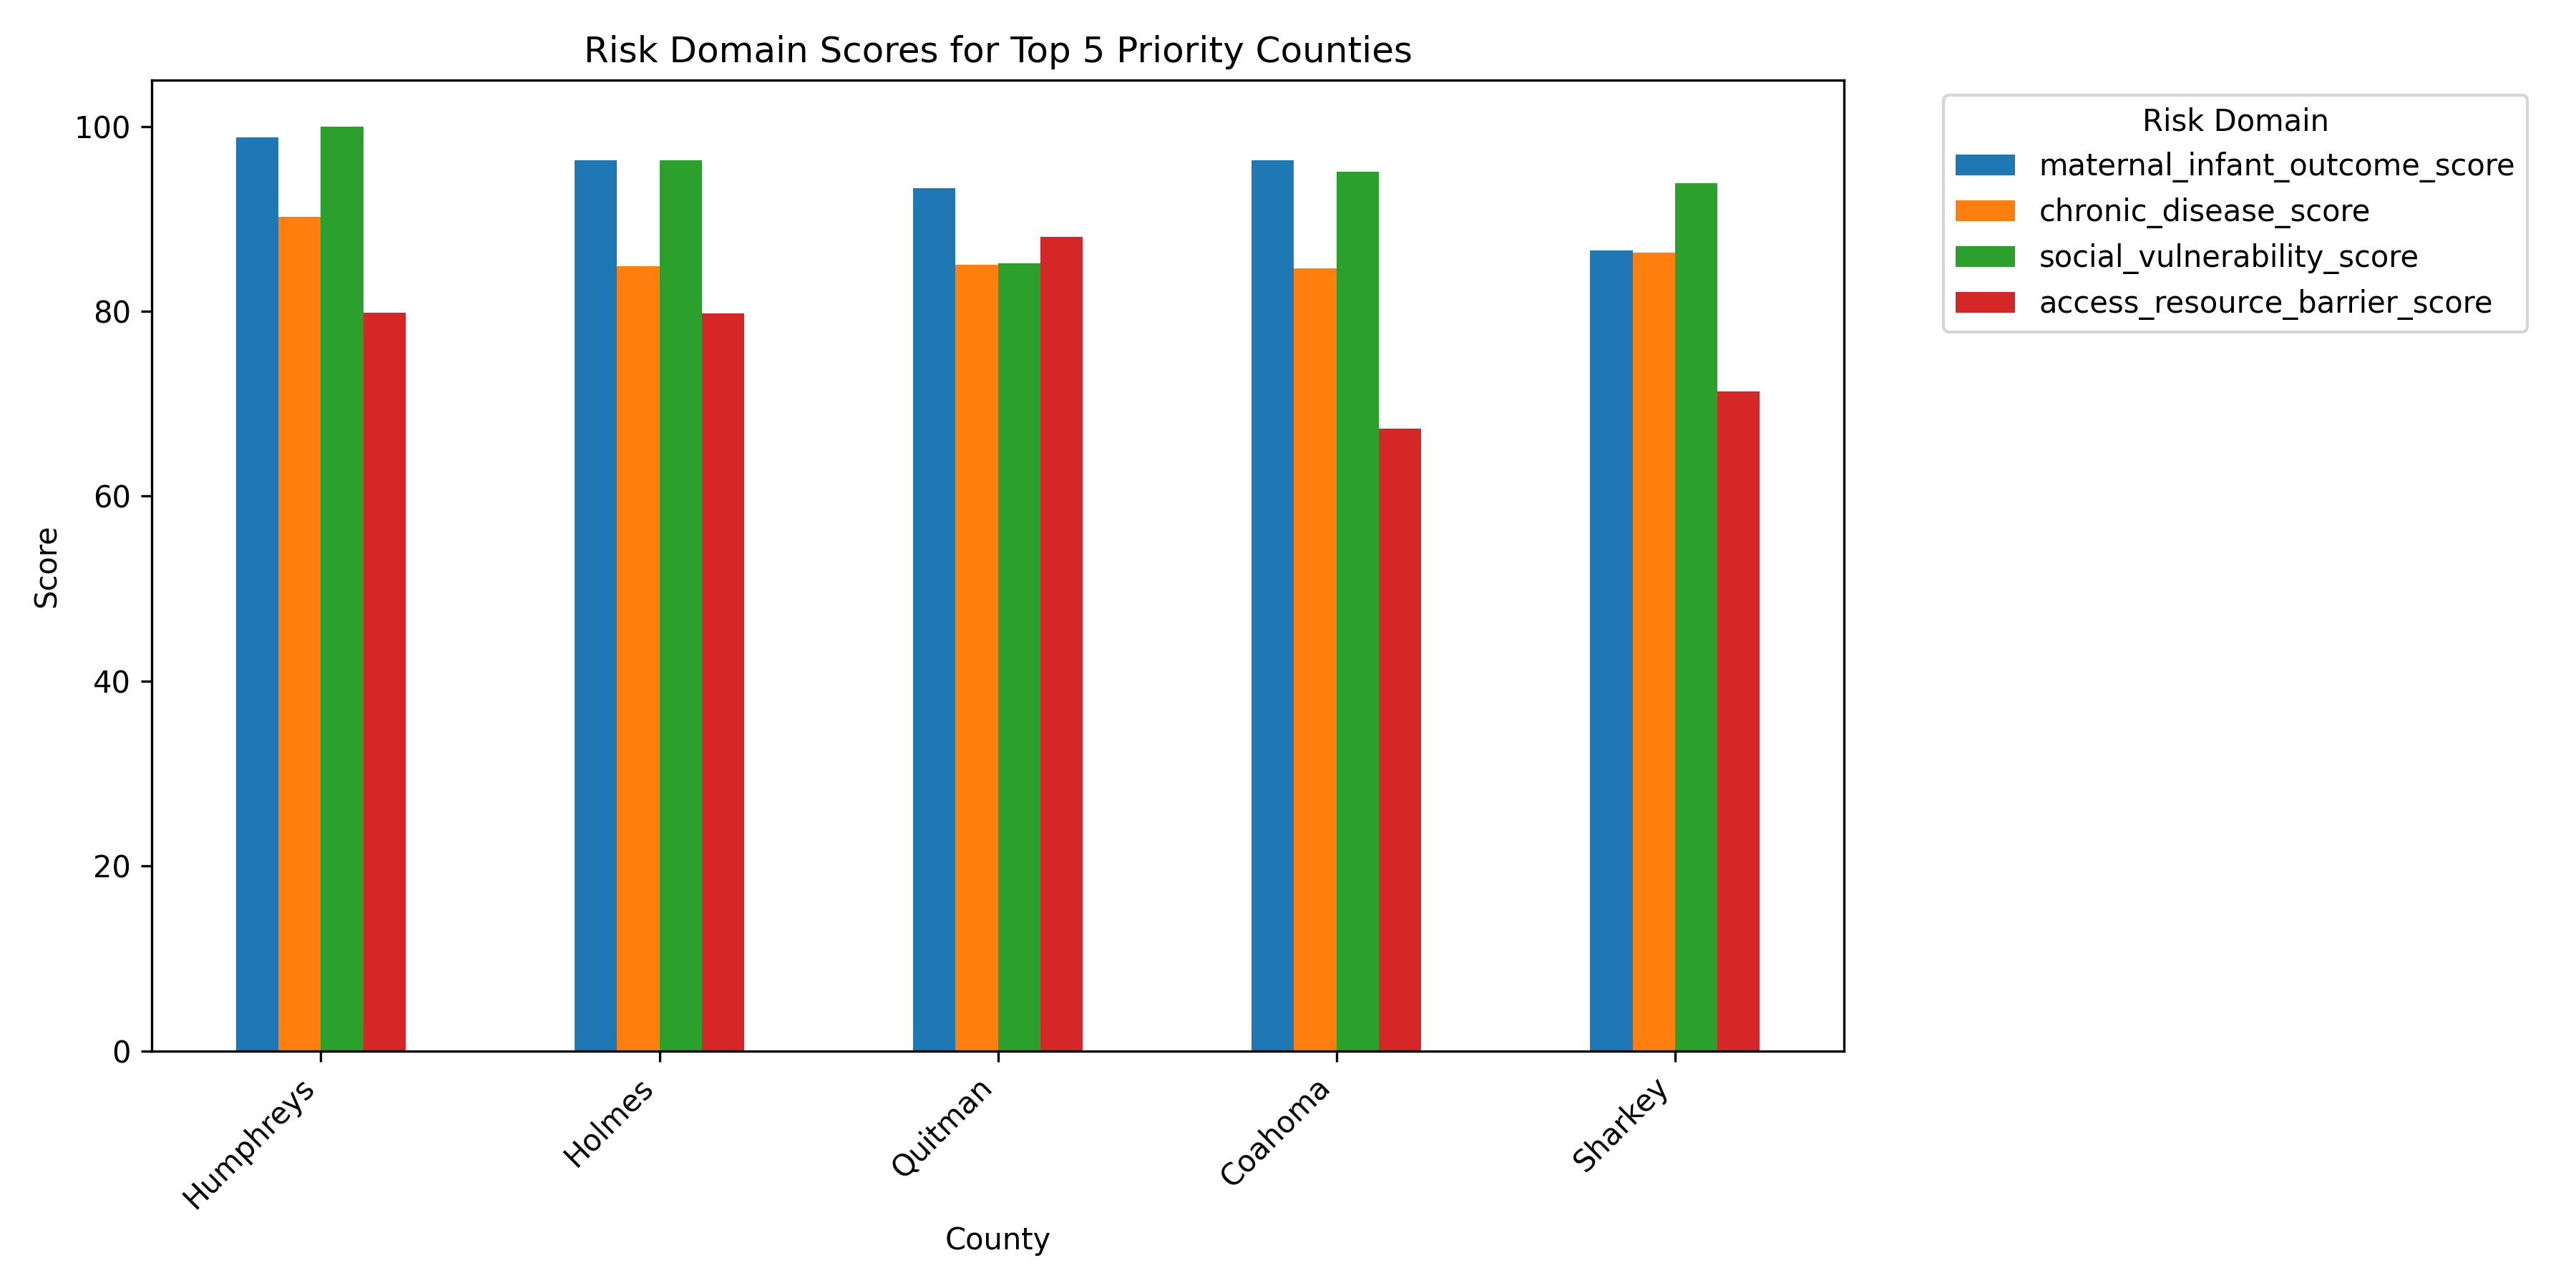 Risk Domain Scores for Top 5 Priority Counties
Risk Domain
maternal_infant_outcome_score
chronic_disease_score
social_vulnerability_score
access_resource_barrier_score
Score
100
80
60
40
20
0
Humphreys
Holmes
Quitman
Coahoma
Sharkey
County